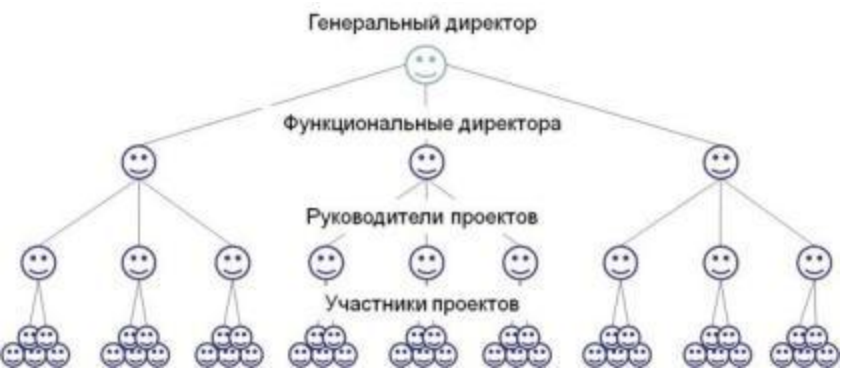 Генеральный директор
Функциональные директора
Руководители проектов
Участники проектов